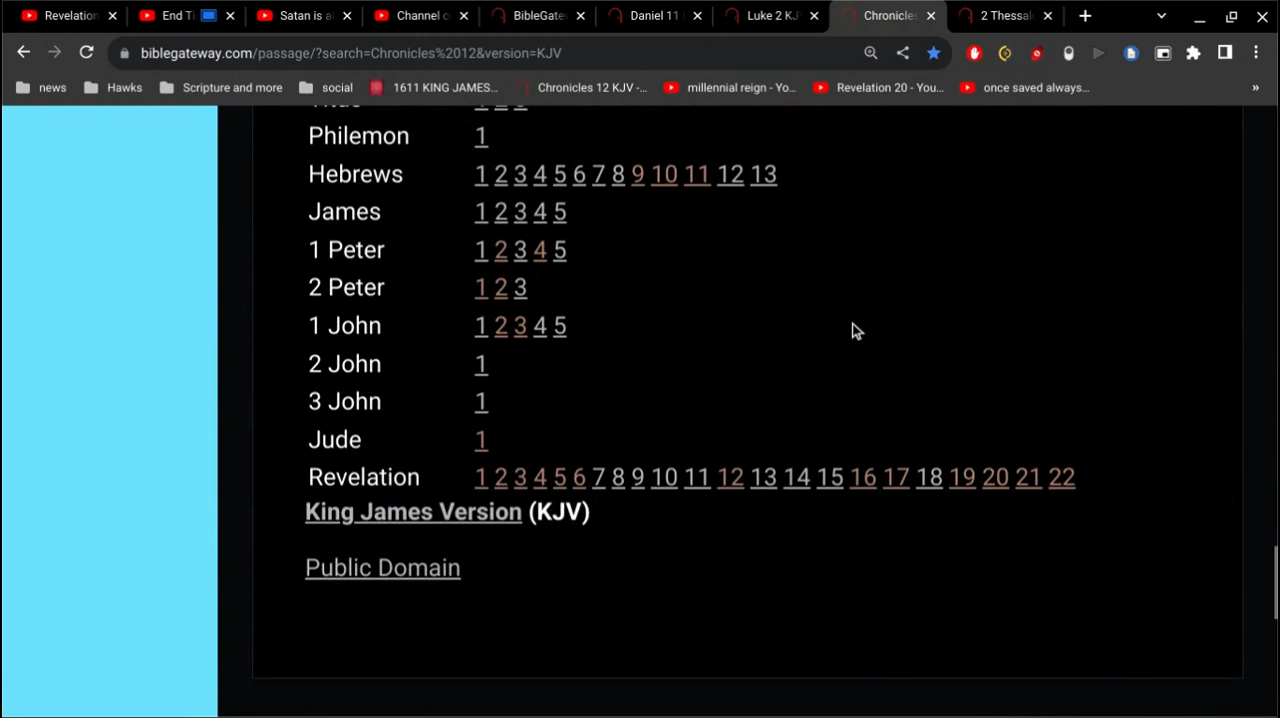 Revelation
End Ti
Satan is a
Channel c
BibleGatew
Daniel 11
Luke 2 KJ
Chronicles
2 Thessal
biblegateway.com/passage/?search=Chronicles%2012&version=KJV
news
Hawks
Scripture and more
social
1611 KING JAMES...
Chronicles 12 KJV -...
millennial reign - Yo...
Revelation 20 - You...
once saved always...
»
Philemon 1
Hebrews 1 2 3 4 5 6 7 8 9 10 11 12 13
James 1 2 3 4 5
1 Peter 1 2 3 4 5
2 Peter 1 2 3
1 John 1 2 3 4 5
2 John 1
3 John 1
Jude 1
Revelation 1 2 3 4 5 6 7 8 9 10 11 12 13 14 15 16 17 18 19 20 21 22
King James Version (KJV)
Public Domain